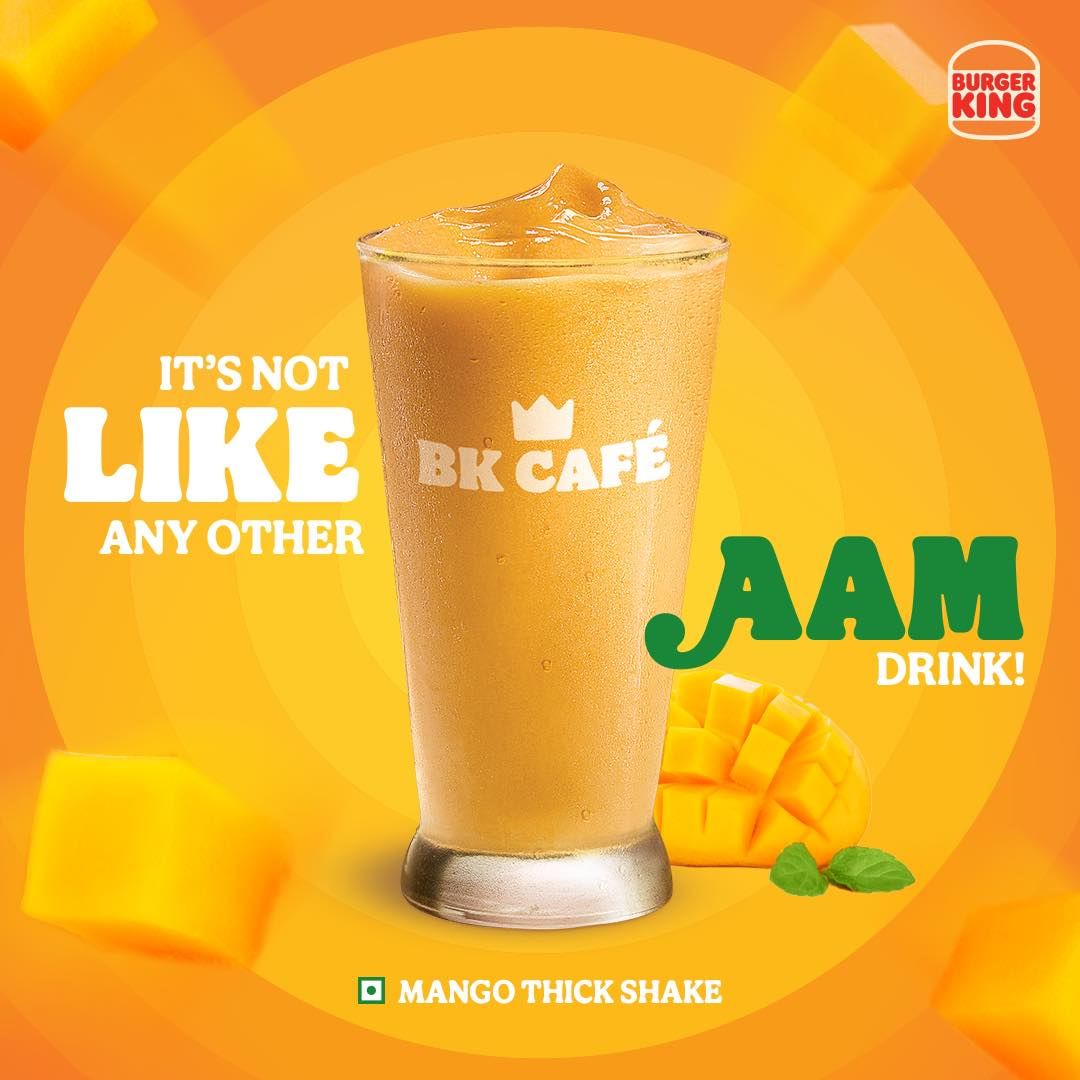 BURGER
KING
IT'S NOT
LIKE
ANY OTHER
BK CAFÉ
AAM
DRINK!
MANGO THICK SHAKE